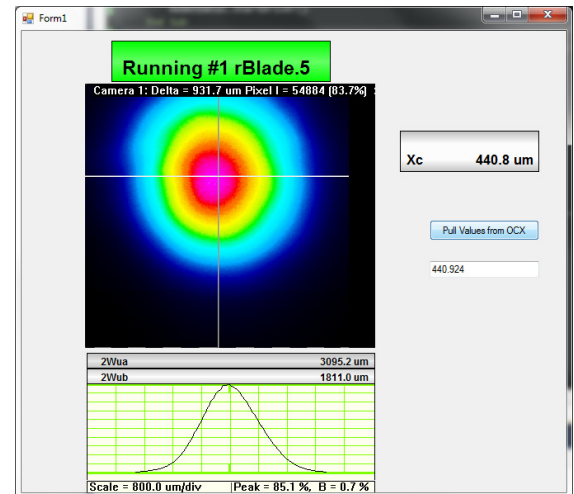 Form1
Running #1 rBlade.5
Camera 1: Delta = 931.7 um Pixel I = 54884 (83.7%)
Xc 440.8 um
Pull Values from OCX
440.924
2Wua 3095.2 um
2Wub 1811.0 um
Scale = 800.0 um/div Peak = 85.1 %, B = 0.7 %